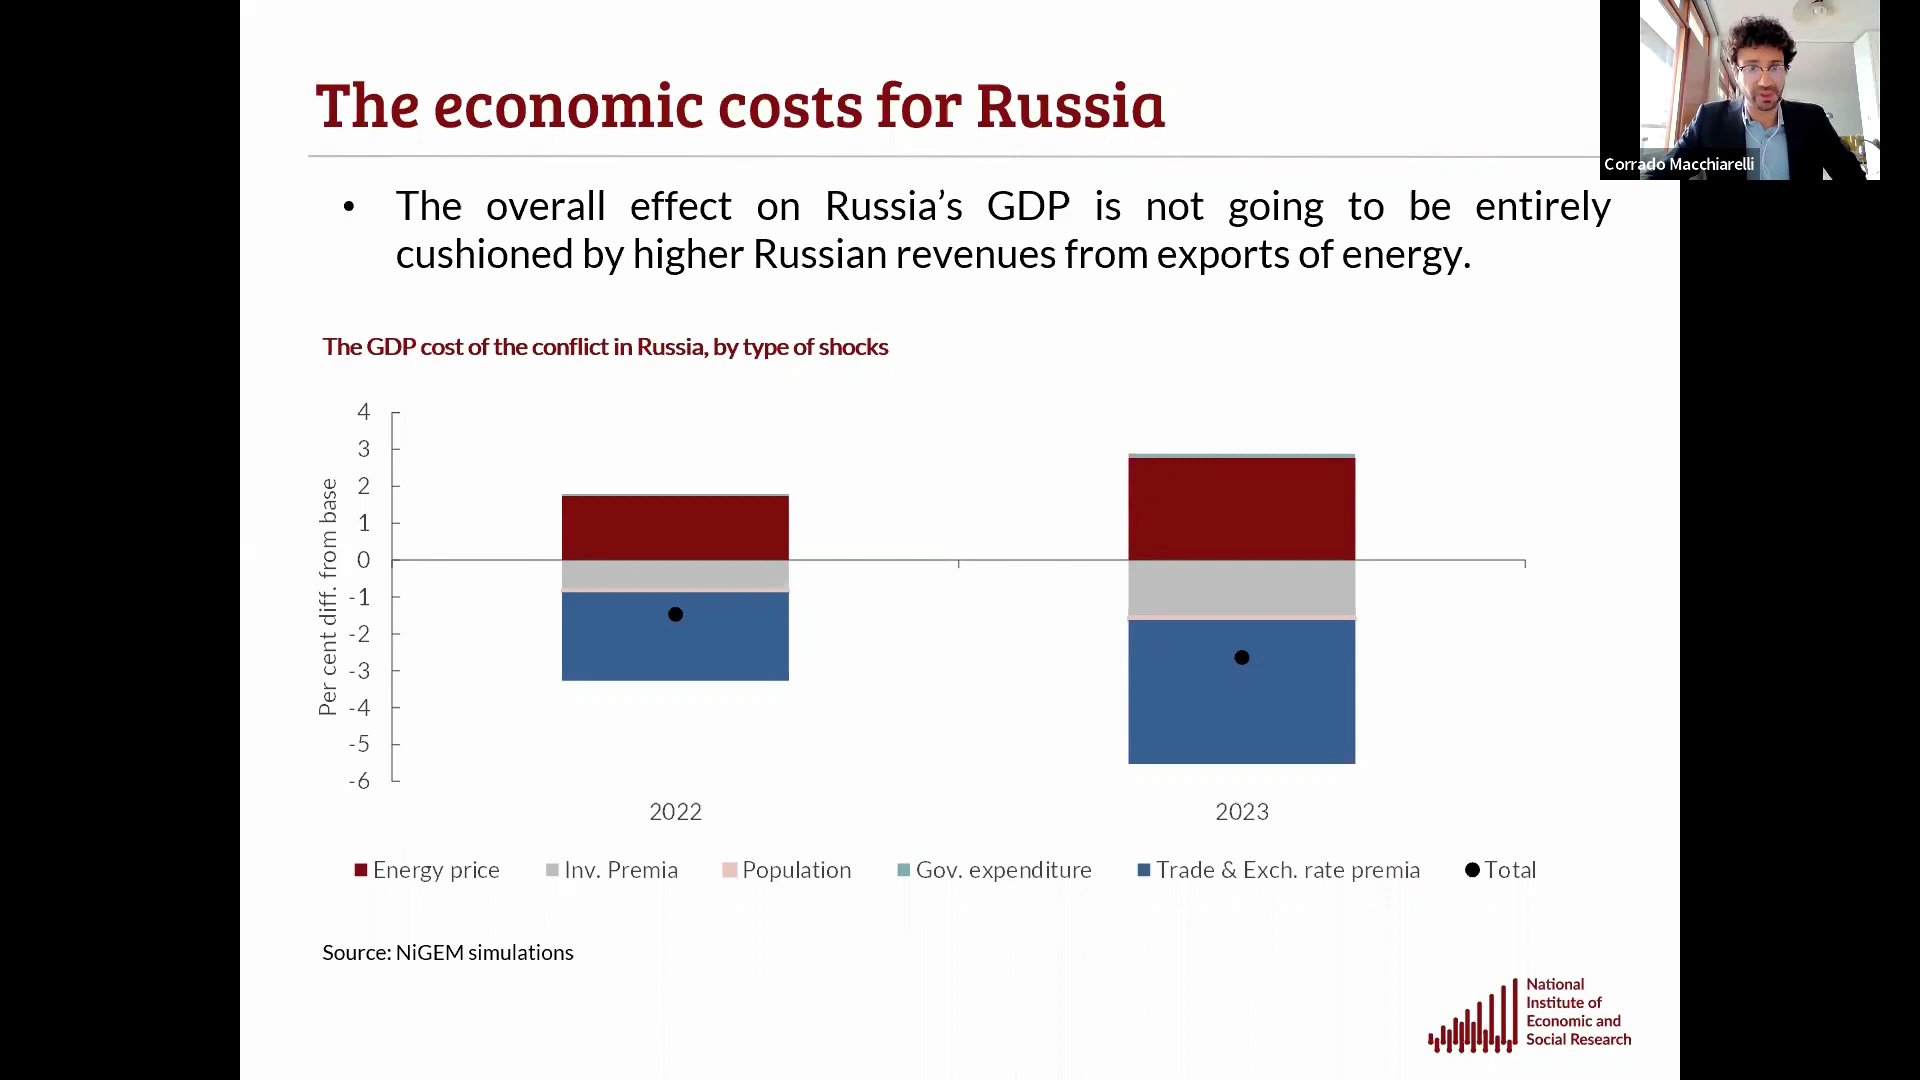 The economic costs for Russia
Corrado Macchiarelli
• The overall effect on Russia’s GDP is not going to be entirely
cushioned by higher Russian revenues from exports of energy.
The GDP cost of the conflict in Russia, by type of shocks
Per cent diff. from base
4
3
2
1
0
-1
-2
-3
-4
-5
-6
2022 2023
Energy price Inv. Premia Population Gov. expenditure Trade & Exch. rate premia Total
Source: NiGEM simulations
National
Institute of
Economic and
Social Research